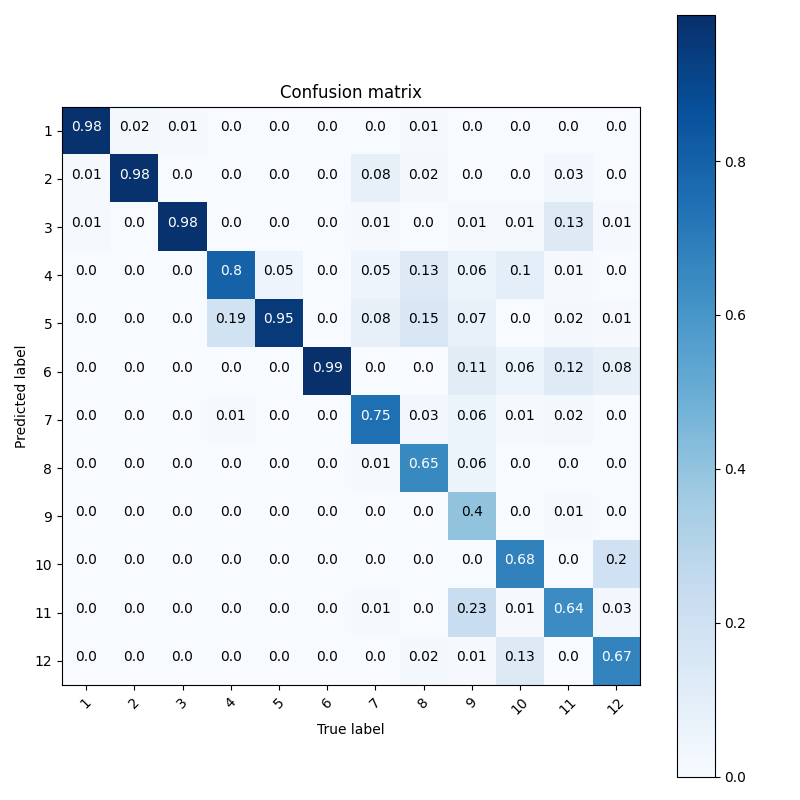 Confusion matrix
1 0.98 0.02 0.01 0.0 0.0 0.0 0.0 0.01 0.0 0.0 0.0 0.0
2 0.01 0.98 0.0 0.0 0.0 0.0 0.08 0.02 0.0 0.0 0.03 0.0
3 0.01 0.0 0.98 0.0 0.0 0.0 0.01 0.0 0.01 0.01 0.13 0.01
4 0.0 0.0 0.0 0.8 0.05 0.0 0.05 0.13 0.06 0.1 0.01 0.0
5 0.0 0.0 0.0 0.19 0.95 0.0 0.08 0.15 0.07 0.0 0.02 0.01
6 0.0 0.0 0.0 0.0 0.0 0.99 0.0 0.0 0.11 0.06 0.12 0.08
7 0.0 0.0 0.0 0.01 0.0 0.0 0.75 0.03 0.06 0.01 0.02 0.0
8 0.0 0.0 0.0 0.0 0.0 0.0 0.01 0.65 0.06 0.0 0.0 0.0
9 0.0 0.0 0.0 0.0 0.0 0.0 0.0 0.0 0.4 0.0 0.01 0.0
10 0.0 0.0 0.0 0.0 0.0 0.0 0.0 0.0 0.0 0.68 0.0 0.2
11 0.0 0.0 0.0 0.0 0.0 0.0 0.01 0.0 0.23 0.01 0.64 0.03
12 0.0 0.0 0.0 0.0 0.0 0.0 0.0 0.02 0.01 0.13 0.0 0.67
1 2 3 4 5 6 7 8 9 10 11 12
True label
Predicted label
0.8
0.6
0.4
0.2
0.0